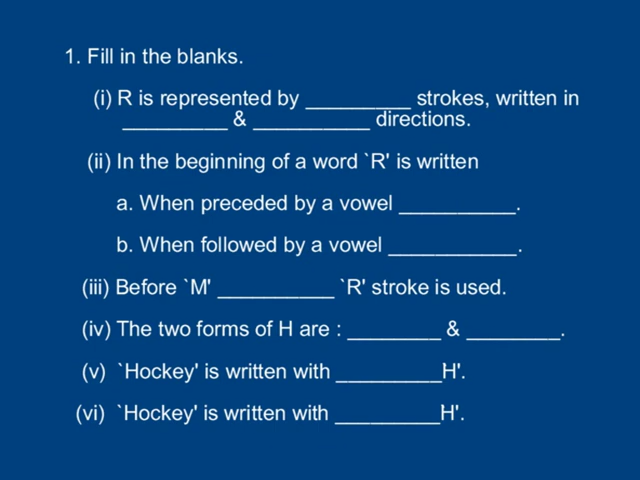 1. Fill in the blanks.
(i) R is represented by _________ strokes, written in
_________ & __________ directions.
(ii) In the beginning of a word `R' is written
a. When preceded by a vowel __________.
b. When followed by a vowel ___________.
(iii) Before `M' __________ `R' stroke is used.
(iv) The two forms of H are : ________ & ________.
(v) `Hockey' is written with _________H'.
(vi) `Hockey' is written with _________H'.